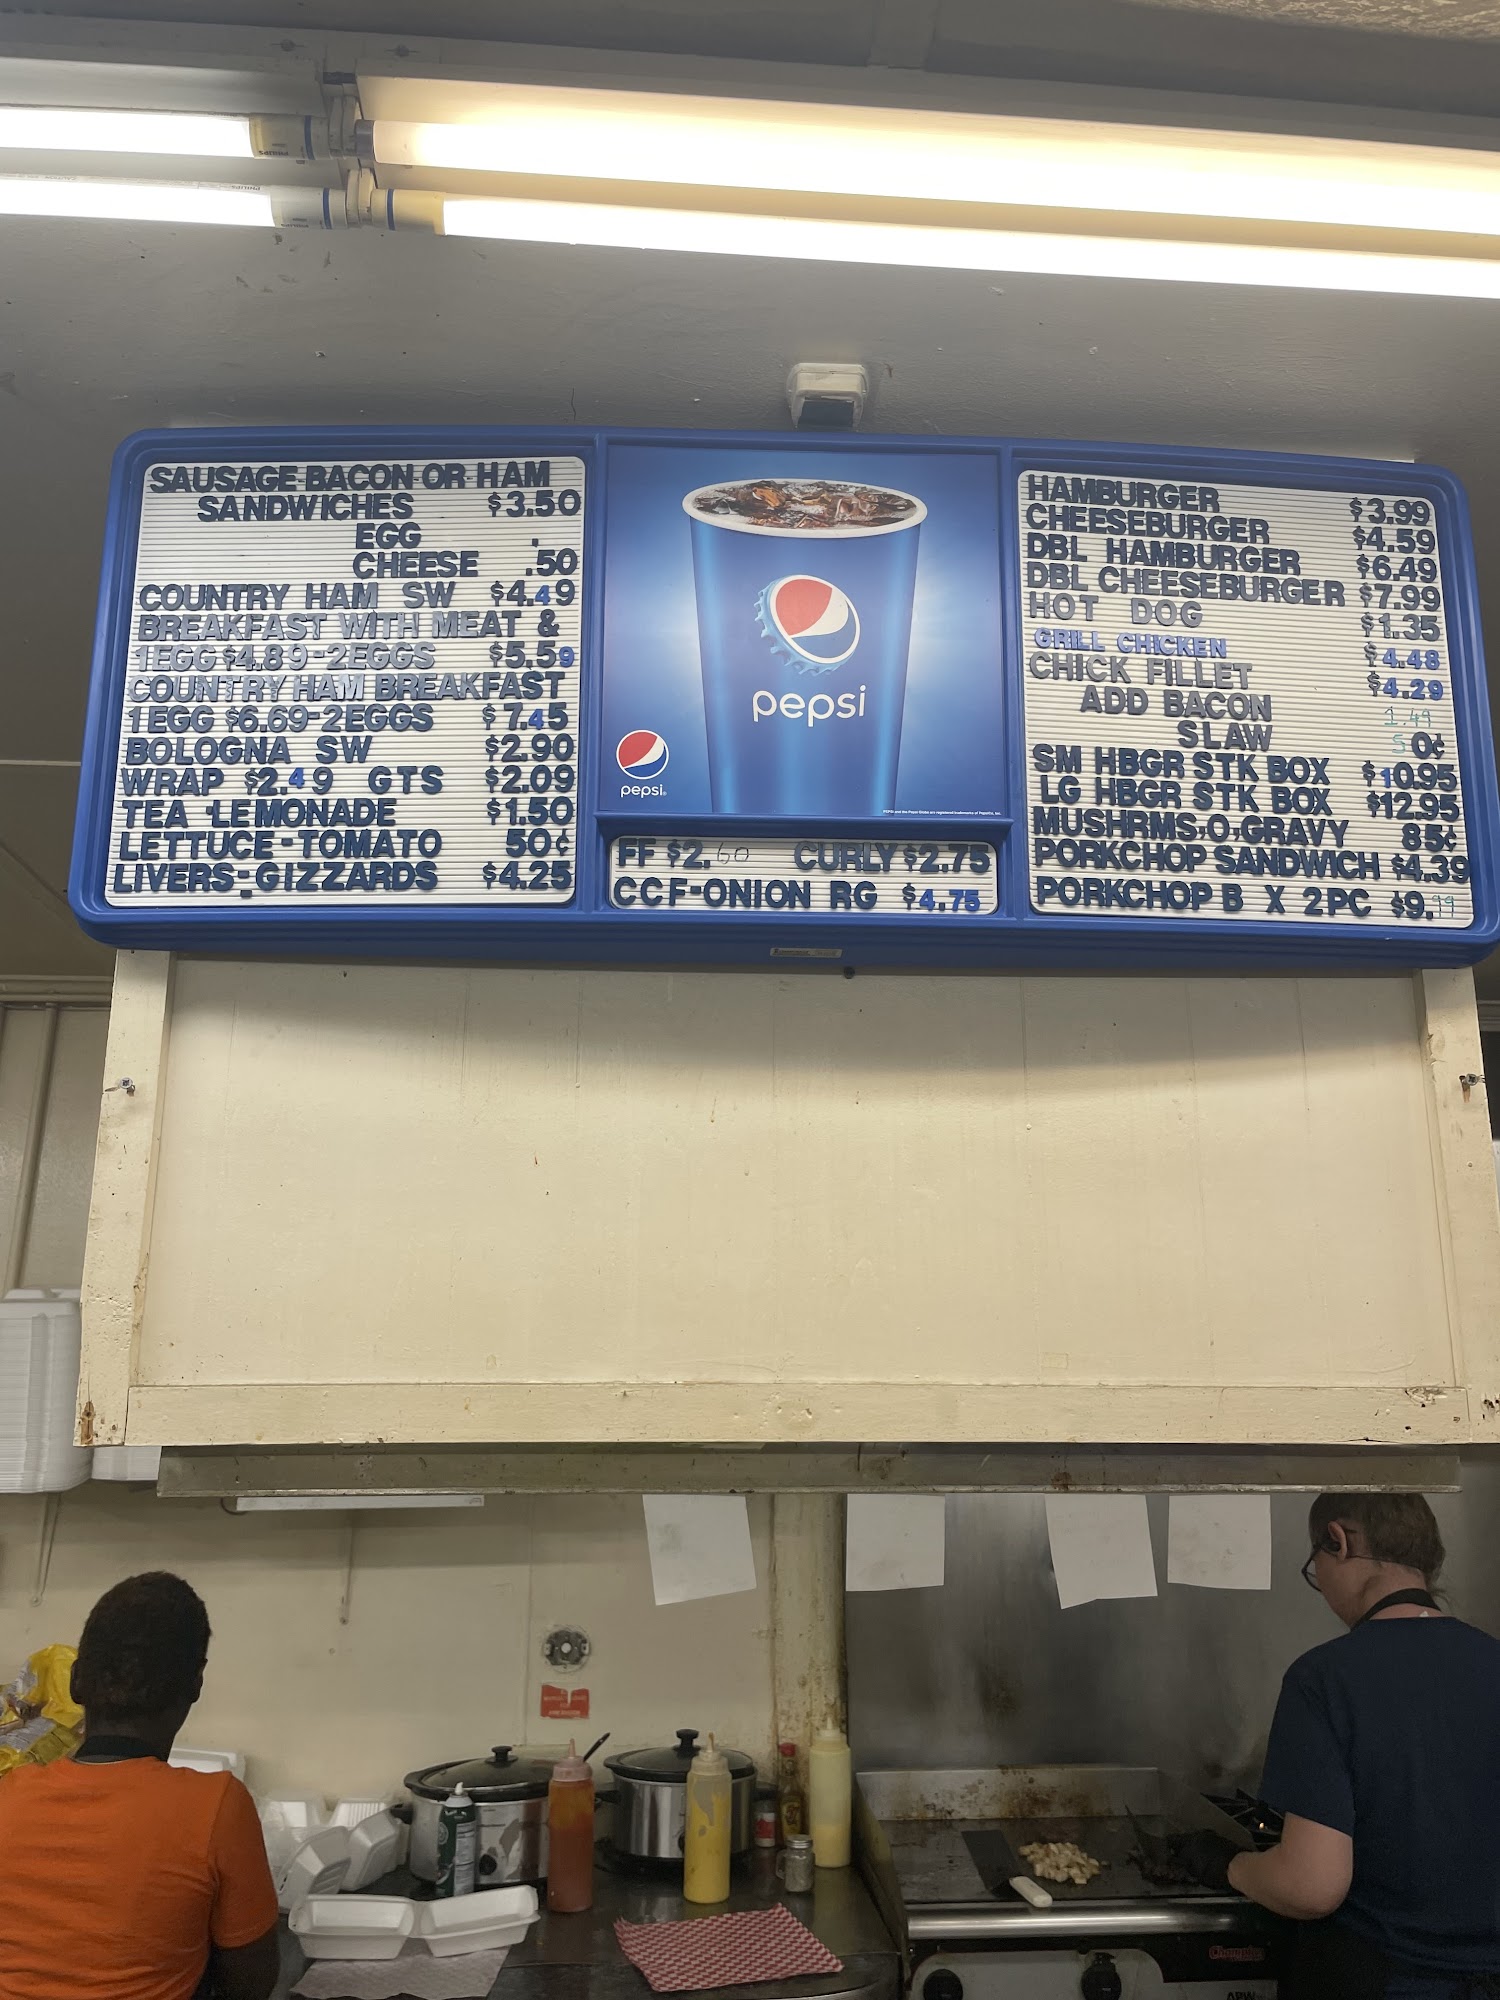 SAUSAGE-BACON-OR-HAM
SANDWICHES $3.50
EGG .
CHEESE .50
COUNTRY HAM SW $4.49
BREAKFAST WITH MEAT &
1EGG $4.89-2EGGS $5.59
COUNTRY HAM BREAKFAST
1EGG $6.69-2EGGS $7.45
BOLOGNA SW $2.90
WRAP $2.49 GTS $2.09
TEA-LEMONADE $1.50
LETTUCE-TOMATO 50¢
LIVERS-GIZZARDS $4.25
pepsi
pepsi
FF $2.60 CURLY $2.75
CCF-ONION RG $4.75
HAMBURGER $3.99
CHEESEBURGER $4.59
DBL HAMBURGER $6.49
DBL CHEESEBURGER $7.99
HOT DOG $1.35
GRILL CHICKEN $4.48
CHICK FILLET $4.29
ADD BACON 1.49
SLAW 50¢
SM HBGR STK BOX $10.95
LG HBGR STK BOX $12.95
MUSHRMS,O,GRAVY 85¢
PORKCHOP SANDWICH $4.39
PORKCHOP B X 2PC $9.99
PHILIPS
APW